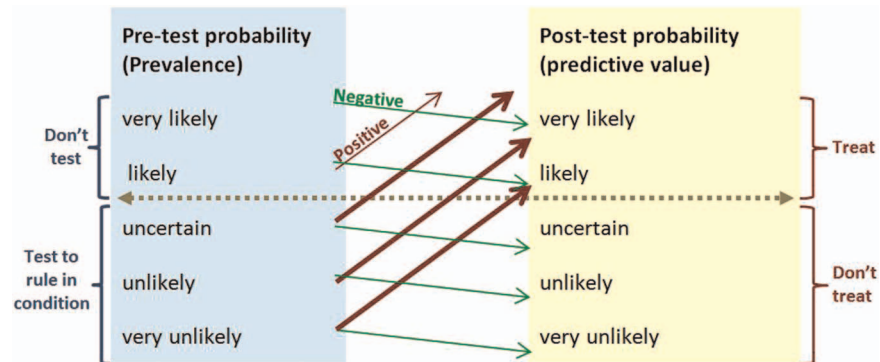 Pre-test probability
(Prevalence)
Post-test probability
(predictive value)
Negative
Positive
Don't
test
very likely
likely
very likely
likely
Treat
Test to
rule in
condition
uncertain
unlikely
very unlikely
uncertain
unlikely
very unlikely
Don't
treat